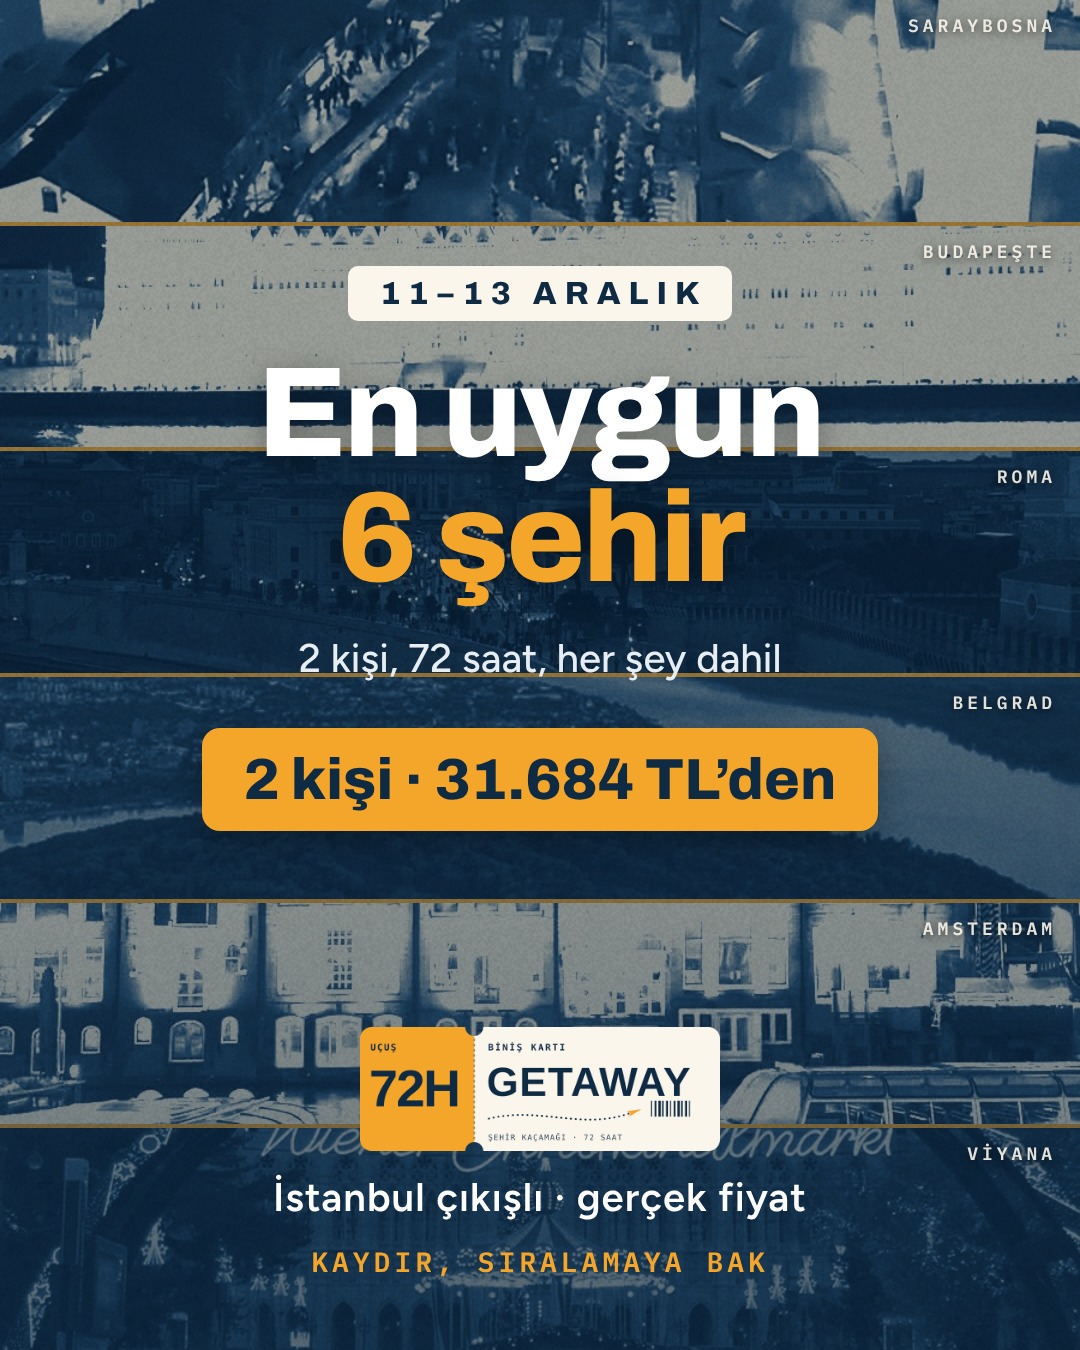 SARAYBOSNA
BUDAPEŞTE
11–13 ARALIK
En uygun
ROMA
6 şehir
2 kişi, 72 saat, her şey dahil
BELGRAD
2 kişi · 31.684 TL’den
AMSTERDAM
UÇUŞ
72H
BİNİŞ KARTI
GETAWAY
ŞEHİR KAÇAMAĞI · 72 SAAT
VİYANA
İstanbul çıkışlı · gerçek fiyat
KAYDIR, SIRALAMAYA BAK